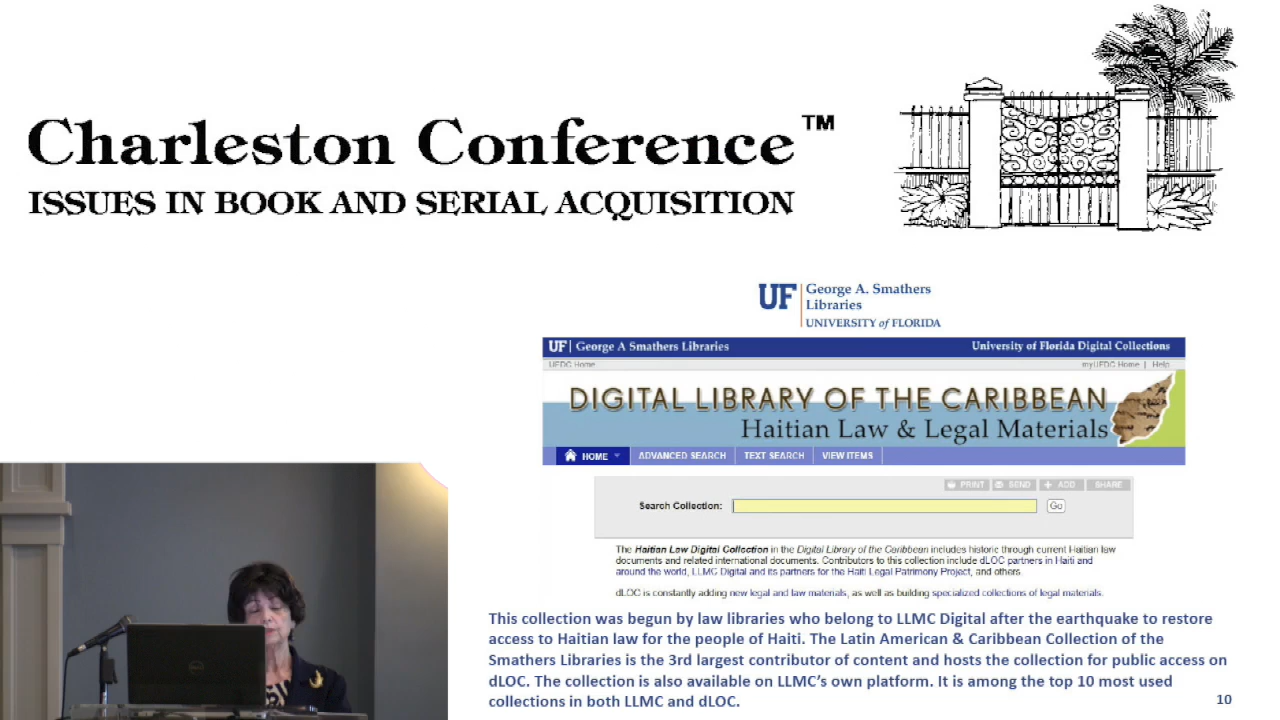 Charleston Conference™
ISSUES IN BOOK AND SERIAL ACQUISITION
UF George A. Smathers
Libraries
UNIVERSITY of FLORIDA
UF George A Smathers Libraries University of Florida Digital Collections
UFDC Home myUFDC Home | Help
DIGITAL LIBRARY OF THE CARIBBEAN
Haitian Law & Legal Materials
HOME ADVANCED SEARCH TEXT SEARCH VIEW ITEMS
PRINT SEND ADD SHARE
Search Collection: Go
The Haitian Law Digital Collection in the Digital Library of the Caribbean includes historic through current Haitian law
documents and related international documents. Contributors to this collection include dLOC partners in Haiti and
around the world, LLMC Digital and its partners for the Haiti Legal Patrimony Project, and others.
dLOC is constantly adding new legal and law materials, as well as building specialized collections of legal materials.
This collection was begun by law libraries who belong to LLMC Digital after the earthquake to restore
access to Haitian law for the people of Haiti. The Latin American & Caribbean Collection of the
Smathers Libraries is the 3rd largest contributor of content and hosts the collection for public access on
dLOC. The collection is also available on LLMC's own platform. It is among the top 10 most used
collections in both LLMC and dLOC.
10